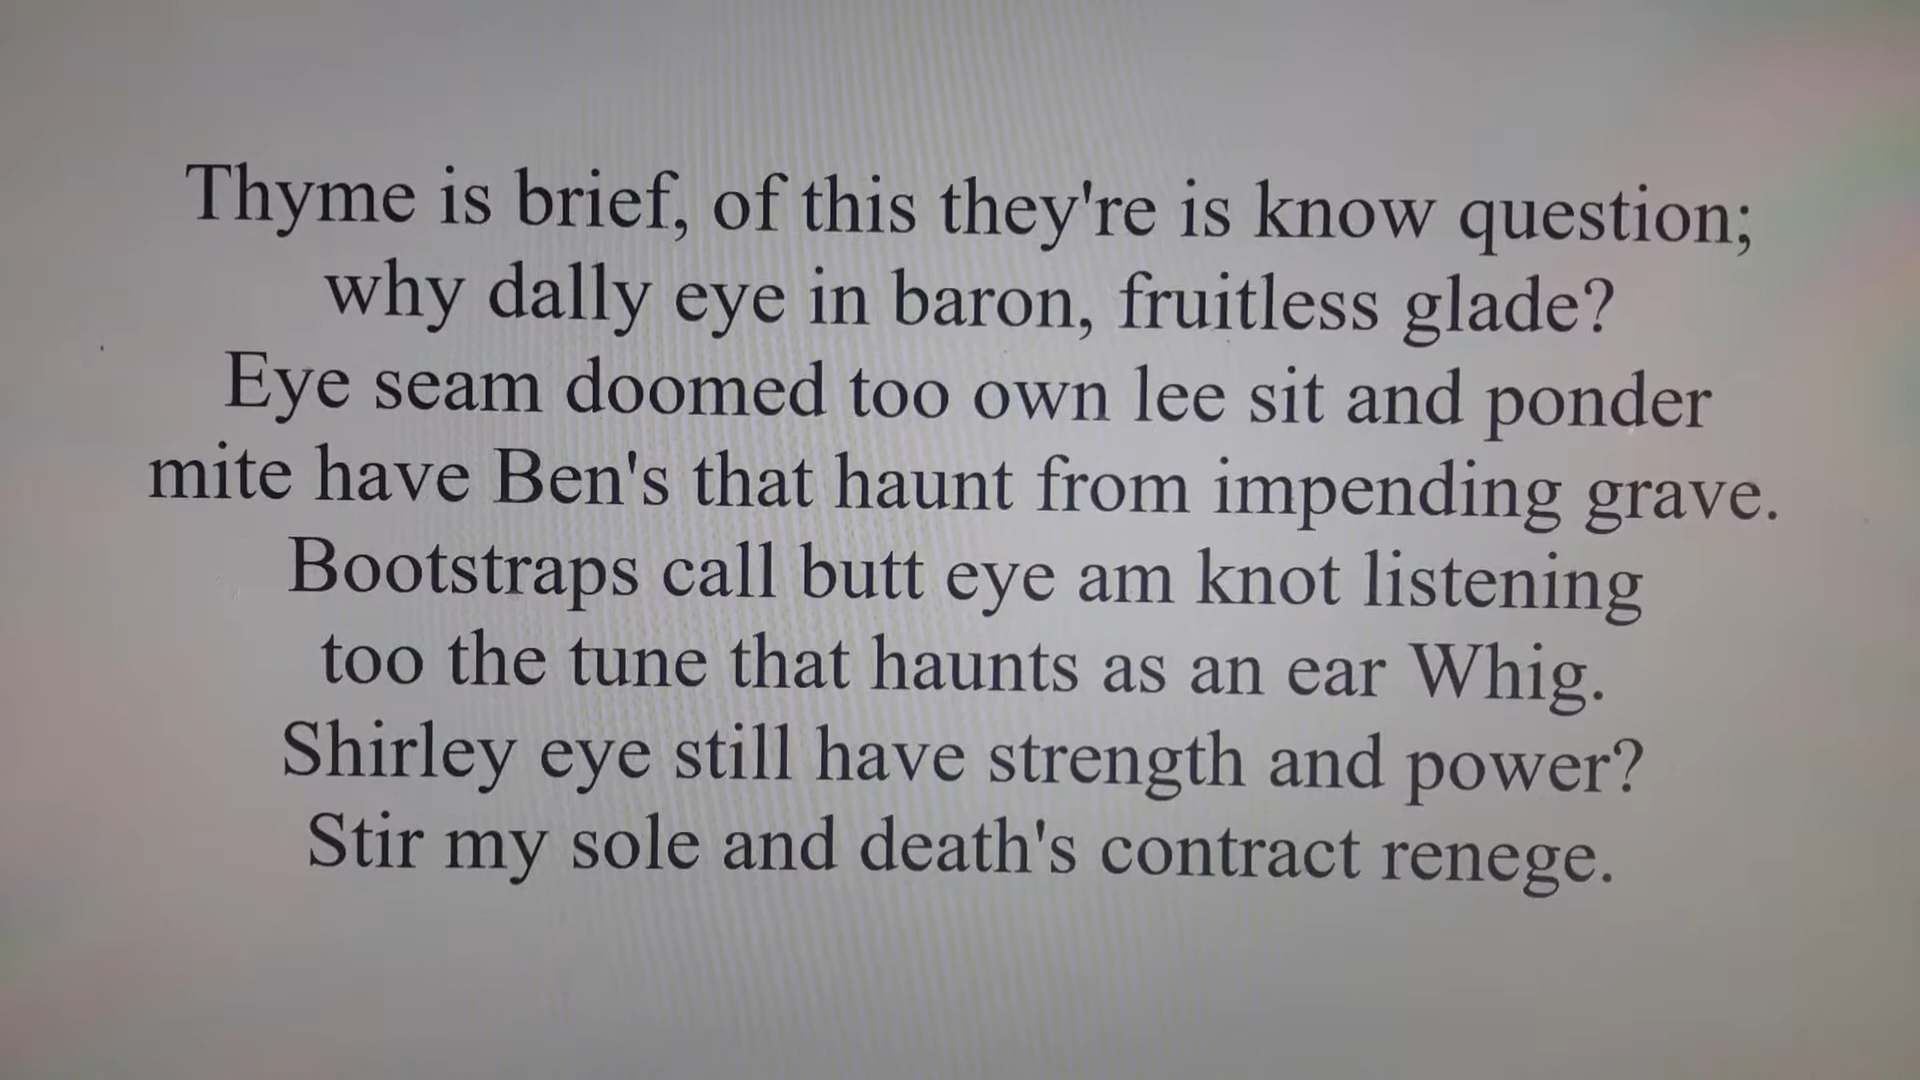 Thyme is brief, of this they're is know question;
why dally eye in baron, fruitless glade?
Eye seam doomed too own lee sit and ponder
mite have Ben's that haunt from impending grave.
Bootstraps call butt eye am knot listening
too the tune that haunts as an ear Whig.
Shirley eye still have strength and power?
Stir my sole and death's contract renege.